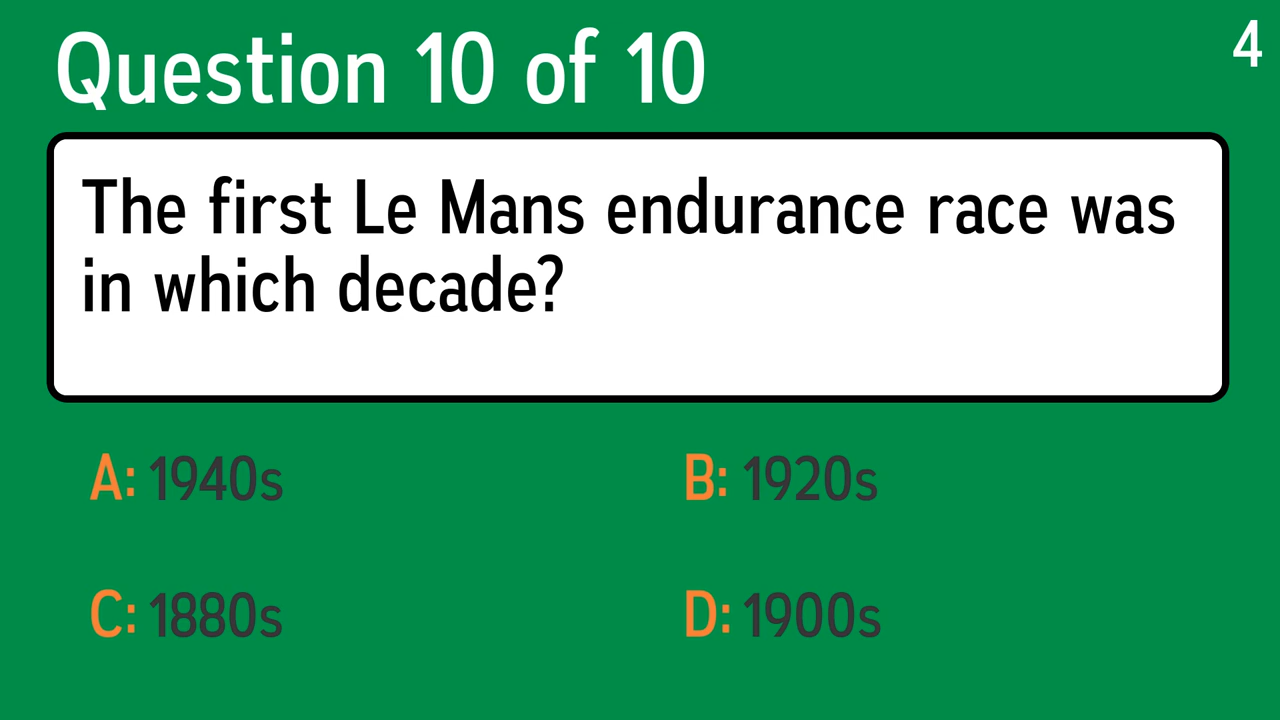 Question 10 of 10
4
The first Le Mans endurance race was
in which decade?
A: 1940s
B: 1920s
C: 1880s
D: 1900s